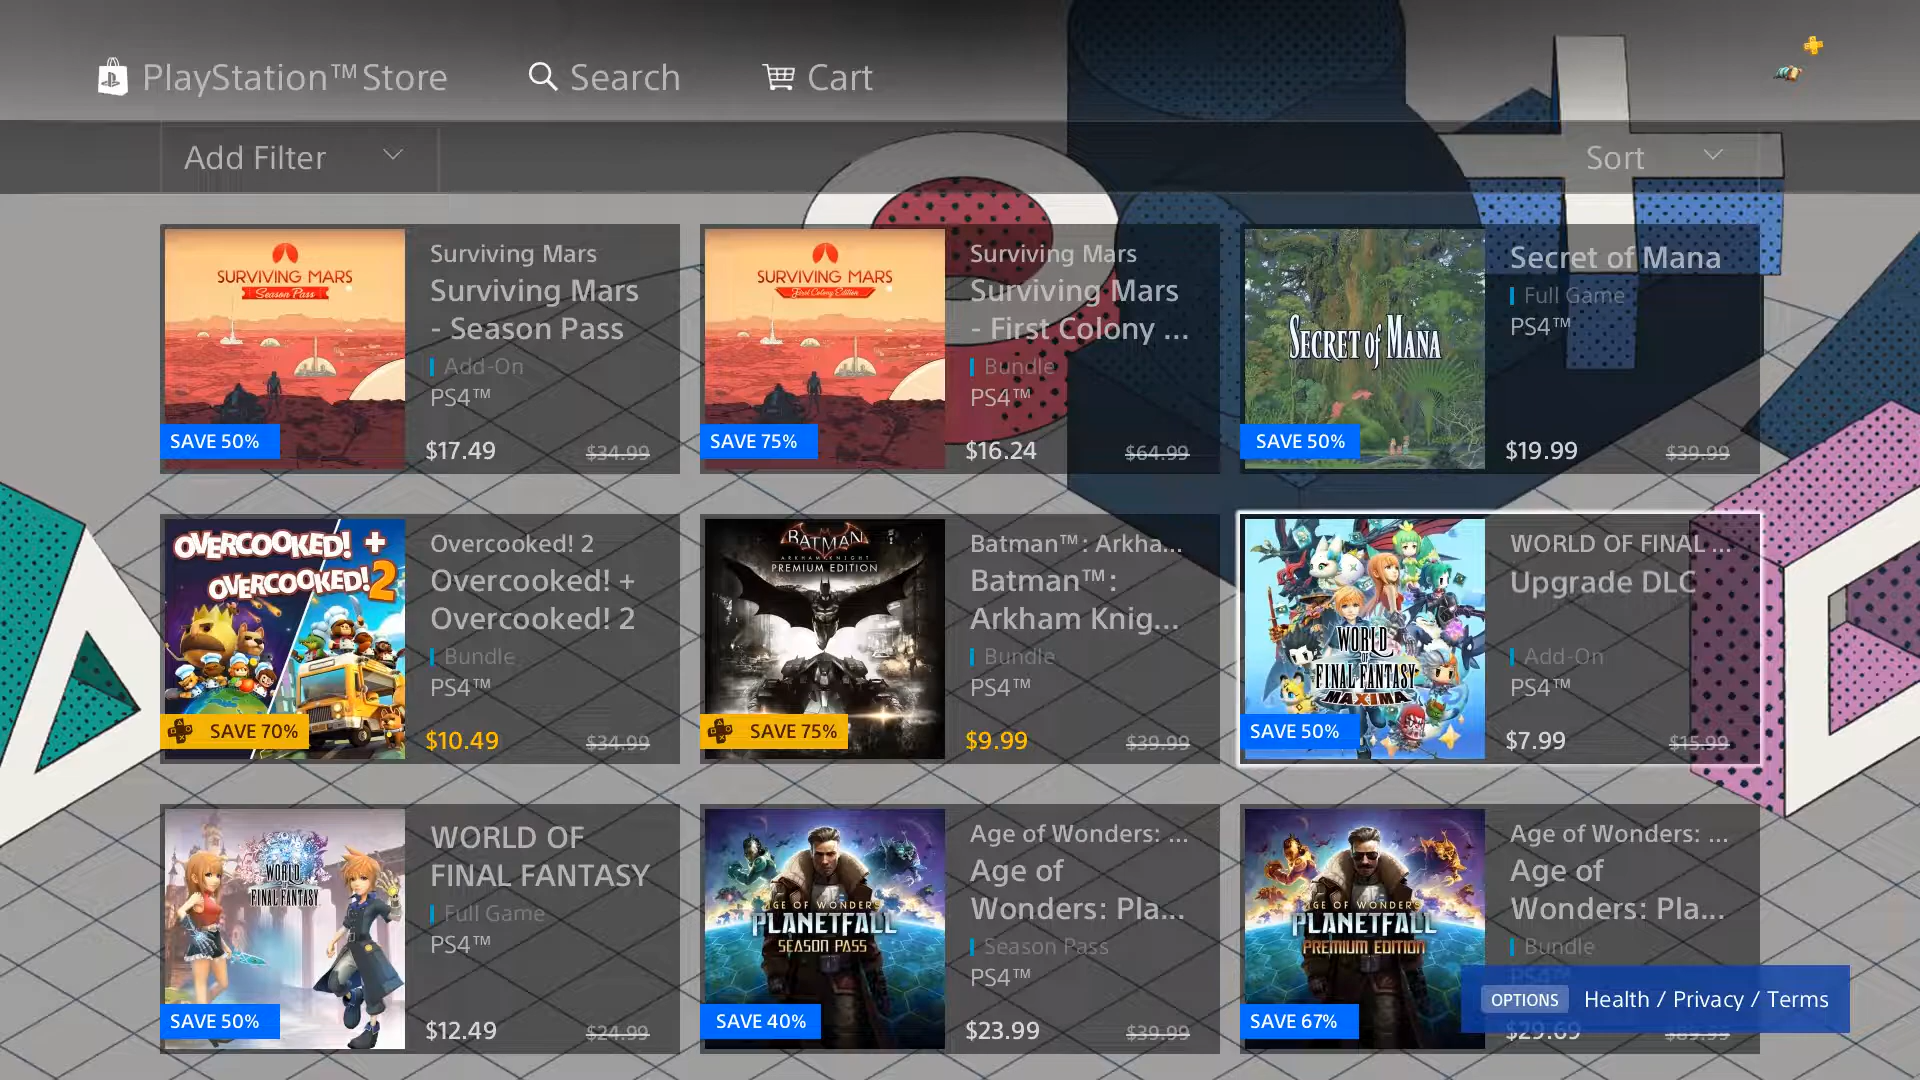 PlayStation™Store
Search
Cart
Add Filter
Sort
SURVIVING MARS
Season Pass
SAVE 50%
Surviving Mars
Surviving Mars
- Season Pass
Add-On
PS4™
$17.49
$34.99
SURVIVING MARS
First Colony Edition
SAVE 75%
Surviving Mars
Surviving Mars
- First Colony ...
Bundle
PS4™
$16.24
$64.99
SECRET of MANA
SAVE 50%
Secret of Mana
Full Game
PS4™
$19.99
$39.99
OVERCOOKED! +
OVERCOOKED! 2
SAVE 70%
Overcooked! 2
Overcooked! +
Overcooked! 2
Bundle
PS4™
$10.49
$34.99
BATMAN
ARKHAM KNIGHT
PREMIUM EDITION
SAVE 75%
Batman™: Arkha...
Batman™:
Arkham Knig...
Bundle
PS4™
$9.99
$39.99
WORLD
OF
FINAL FANTASY
MAXIMA
SAVE 50%
WORLD OF FINAL ...
Upgrade DLC
Add-On
PS4™
$7.99
$15.99
WORLD
OF
FINAL FANTASY
SAVE 50%
WORLD OF
FINAL FANTASY
Full Game
PS4™
$12.49
$24.99
AGE OF WONDERS
PLANETFALL
SEASON PASS
SAVE 40%
Age of Wonders: ...
Age of
Wonders: Pla...
Season Pass
PS4™
$23.99
$39.99
AGE OF WONDERS
PLANETFALL
PREMIUM EDITION
SAVE 67%
Age of Wonders: ...
Age of
Wonders: Pla...
Bundle
PS4™
$29.69
$89.99
OPTIONS Health / Privacy / Terms